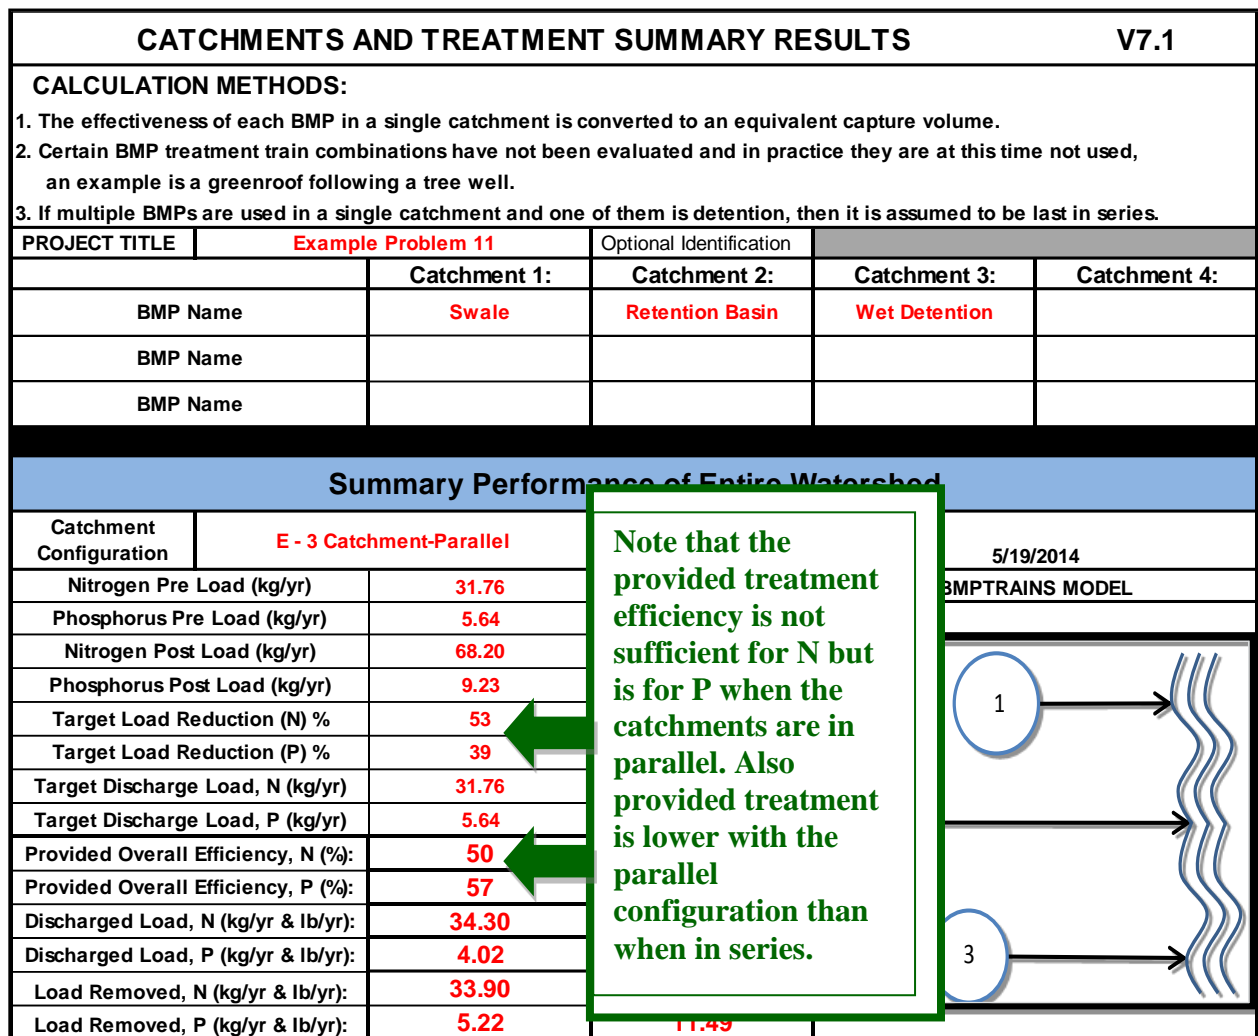 CATCHMENTS AND TREATMENT SUMMARY RESULTS V7.1
CALCULATION METHODS:
1. The effectiveness of each BMP in a single catchment is converted to an equivalent capture volume.
2. Certain BMP treatment train combinations have not been evaluated and in practice they are at this time not used,
an example is a greenroof following a tree well.
3. If multiple BMPs are used in a single catchment and one of them is detention, then it is assumed to be last in series.
PROJECT TITLE Example Problem 11 Optional Identification
Catchment 1: Catchment 2: Catchment 3: Catchment 4:
BMP Name Swale Retention Basin Wet Detention
BMP Name
BMP Name
Summary Performance of Entire Watershed
Catchment
Configuration
E - 3 Catchment-Parallel
5/19/2014
Nitrogen Pre Load (kg/yr) 31.76
BMPTRAINS MODEL
Phosphorus Pre Load (kg/yr) 5.64
Nitrogen Post Load (kg/yr) 68.20
Phosphorus Post Load (kg/yr) 9.23
Target Load Reduction (N) % 53
Target Load Reduction (P) % 39
Target Discharge Load, N (kg/yr) 31.76
Target Discharge Load, P (kg/yr) 5.64
Provided Overall Efficiency, N (%): 50
Provided Overall Efficiency, P (%): 57
Discharged Load, N (kg/yr & lb/yr): 34.30
Discharged Load, P (kg/yr & lb/yr): 4.02
Load Removed, N (kg/yr & lb/yr): 33.90
Load Removed, P (kg/yr & lb/yr): 5.22 11.49
Note that the
provided treatment
efficiency is not
sufficient for N but
is for P when the
catchments are in
parallel. Also
provided treatment
is lower with the
parallel
configuration than
when in series.
1
3